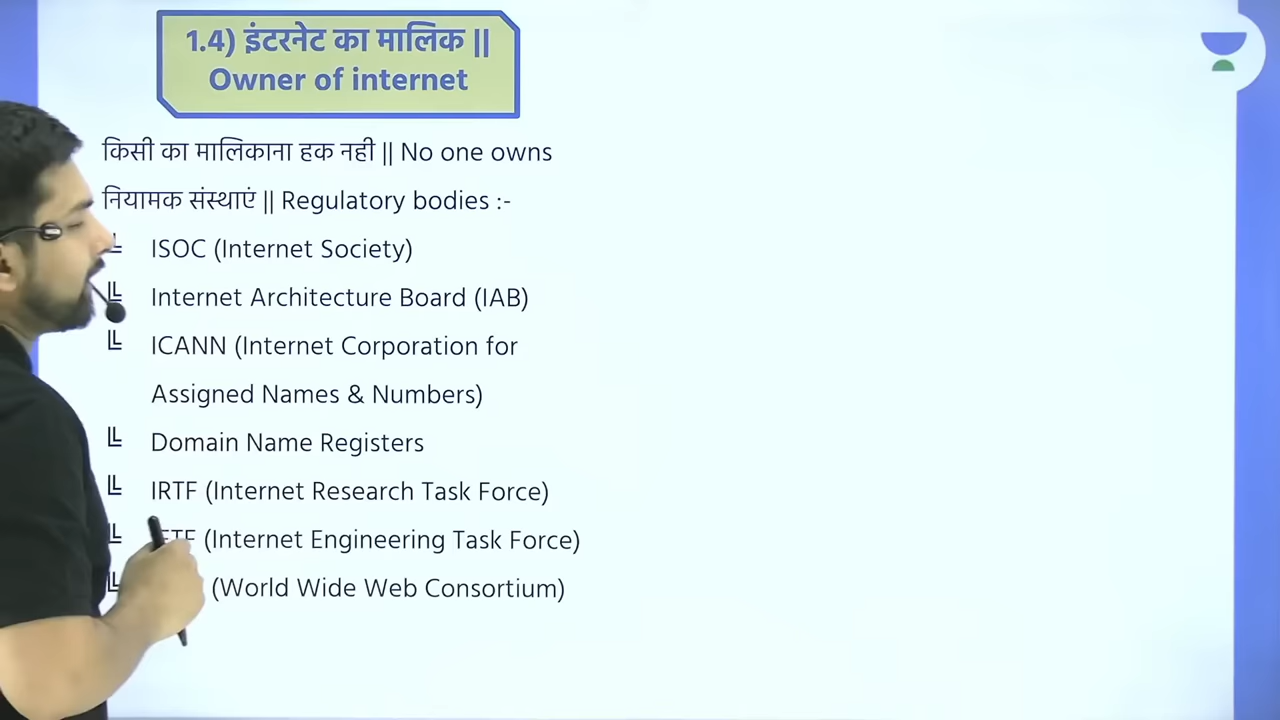 1.4) इंटरनेट का मालिक ||
Owner of internet
किसी का मालिकाना हक नही || No one owns
नियामक संस्थाएं || Regulatory bodies :-
ISOC (Internet Society)
Internet Architecture Board (IAB)
ICANN (Internet Corporation for
Assigned Names & Numbers)
Domain Name Registers
IRTF (Internet Research Task Force)
(Internet Engineering Task Force)
(World Wide Web Consortium)